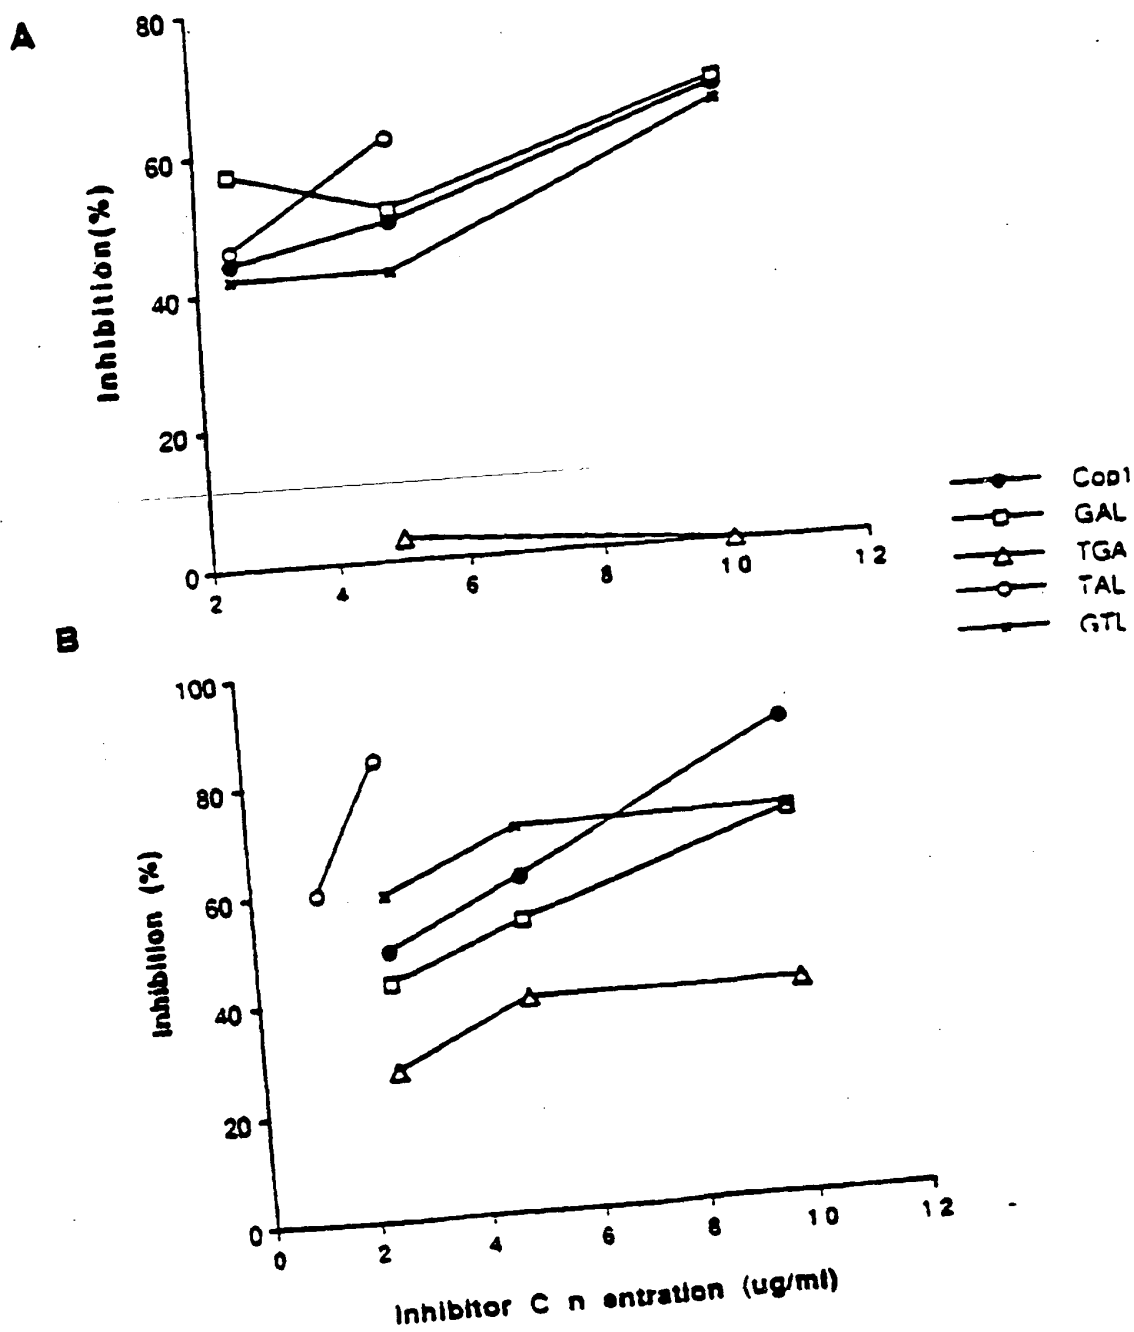 A
80
60
40
20
0
Inhibition(%)
2 4 6 8 10 12
Cop1
GAL
TGA
TAL
GTL
B
100
80
60
40
20
0
Inhibition (%)
0 2 4 6 8 10 12
Inhibitor C n entration (ug/ml)